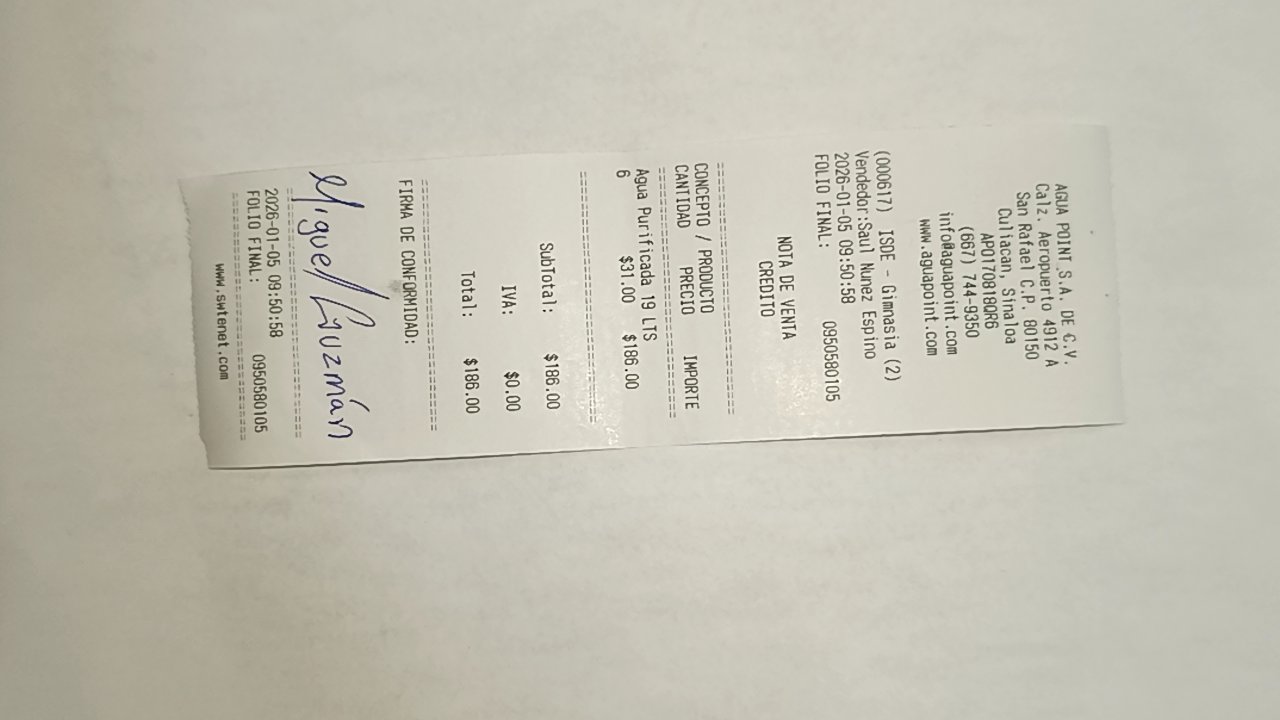 AGUA POINT S.A. DE C.V.
Calz. Aeropuerto 4912 A
San Rafael C.P. 80150
Culiacan, Sinaloa
APO170818QR6
(667) 744-9350
info@aguapoint.com
www.aguapoint.com
(000617) ISDE - Gimnasia (2)
Vendedor:Saul Nunez Espino
2026-01-05 09:50:58
FOLIO FINAL: 0950580105
NOTA DE VENTA
CREDITO
CONCEPTO / PRODUCTO
CANTIDAD PRECIO IMPORTE
Agua Purificada 19 LTS
6 $31.00 $186.00
SubTotal: $186.00
IVA: $0.00
Total: $186.00
FIRMA DE CONFORMIDAD:
Miguel Guzmán
2026-01-05 09:50:58
FOLIO FINAL: 0950580105
www.swtenet.com